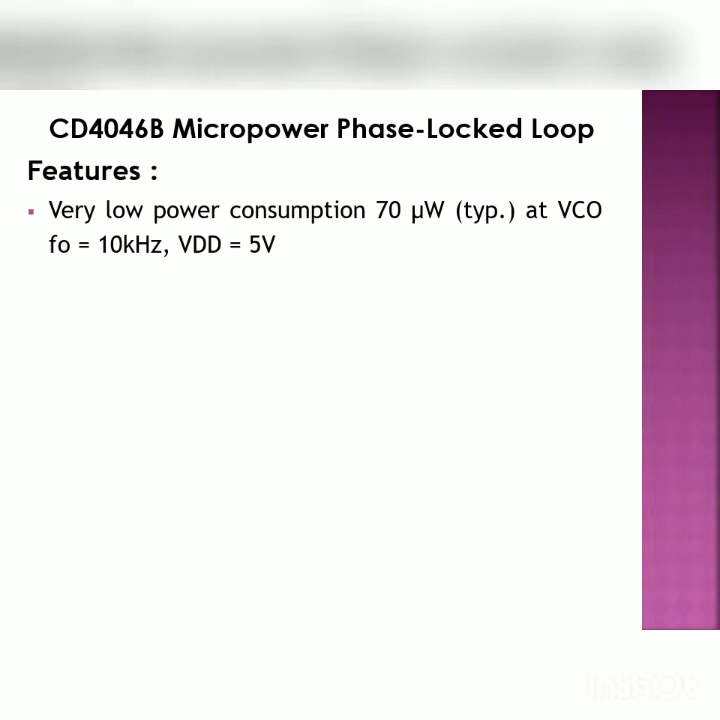 CD4046B Micropower Phase-Locked Loop
Features :
▪ Very low power consumption 70 µW (typ.) at VCO
fo = 10kHz, VDD = 5V